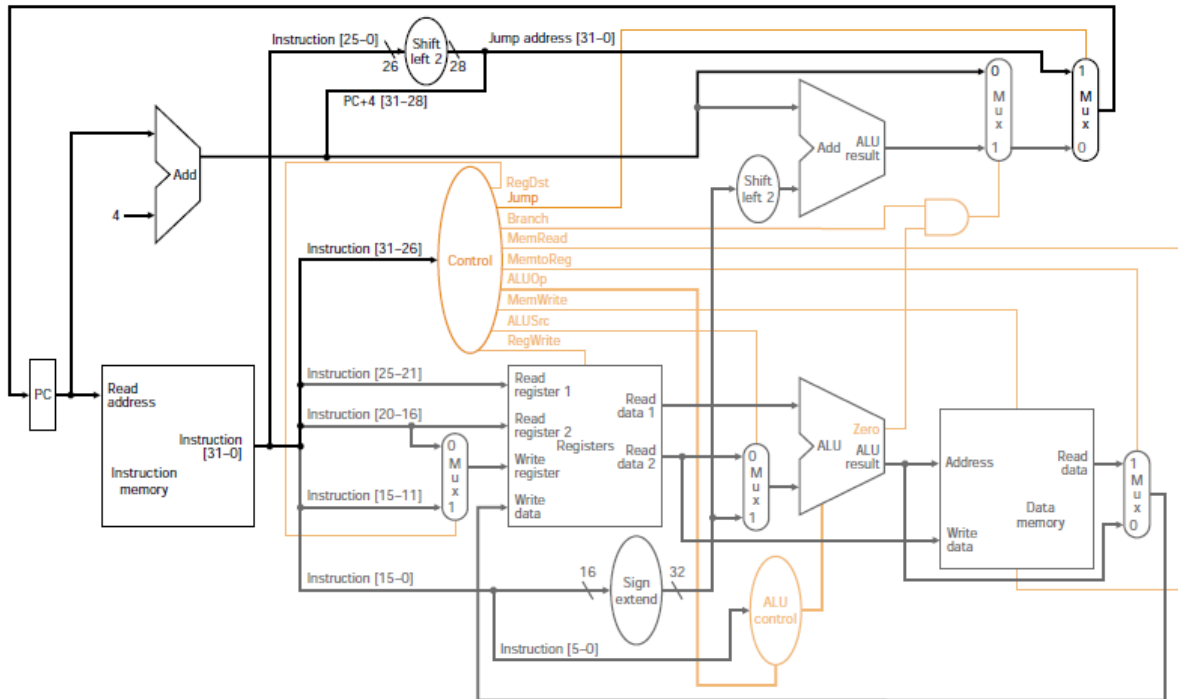 Instruction [25–0]
26
Shift
left 2
28
Jump address [31–0]
PC+4 [31–28]
0
M
u
x
1
1
M
u
x
0
Add
4
Add
ALU
result
Shift
left 2
RegDst
Jump
Branch
MemRead
MemtoReg
ALUOp
MemWrite
ALUSrc
RegWrite
Control
Instruction [31–26]
PC
Read
address
Instruction
[31–0]
Instruction
memory
Instruction [25–21]
Instruction [20–16]
Instruction [15–11]
0
M
u
x
1
Read
register 1
Read
register 2
Write
register
Write
data
Registers
Read
data 1
Read
data 2
0
M
u
x
1
Zero
ALU
ALU
result
Address
Write
data
Read
data
Data
memory
1
M
u
x
0
Instruction [15–0]
16
Sign
extend
32
Instruction [5–0]
ALU
control